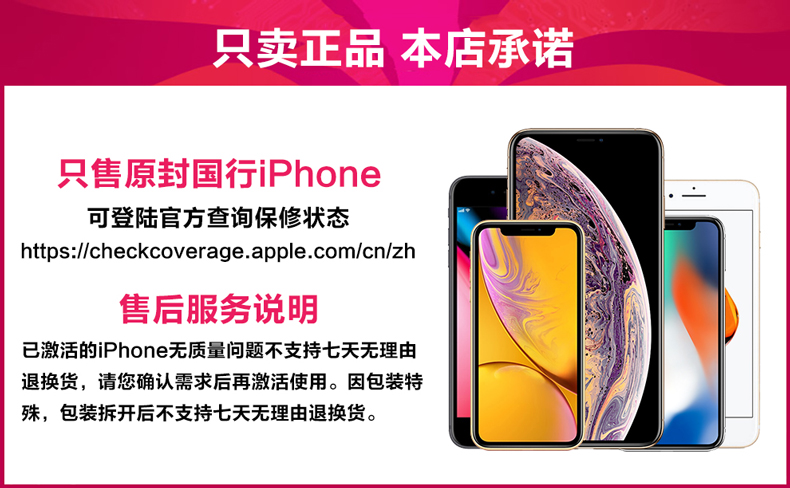 只卖正品 本店承诺
只售原封国行iPhone
可登陆官方查询保修状态
https://checkcoverage.apple.com/cn/zh
售后服务说明
已激活的iPhone无质量问题不支持七天无理由
退换货，请您确认需求后再激活使用。因包装特
殊，包装拆开后不支持七天无理由退换货。